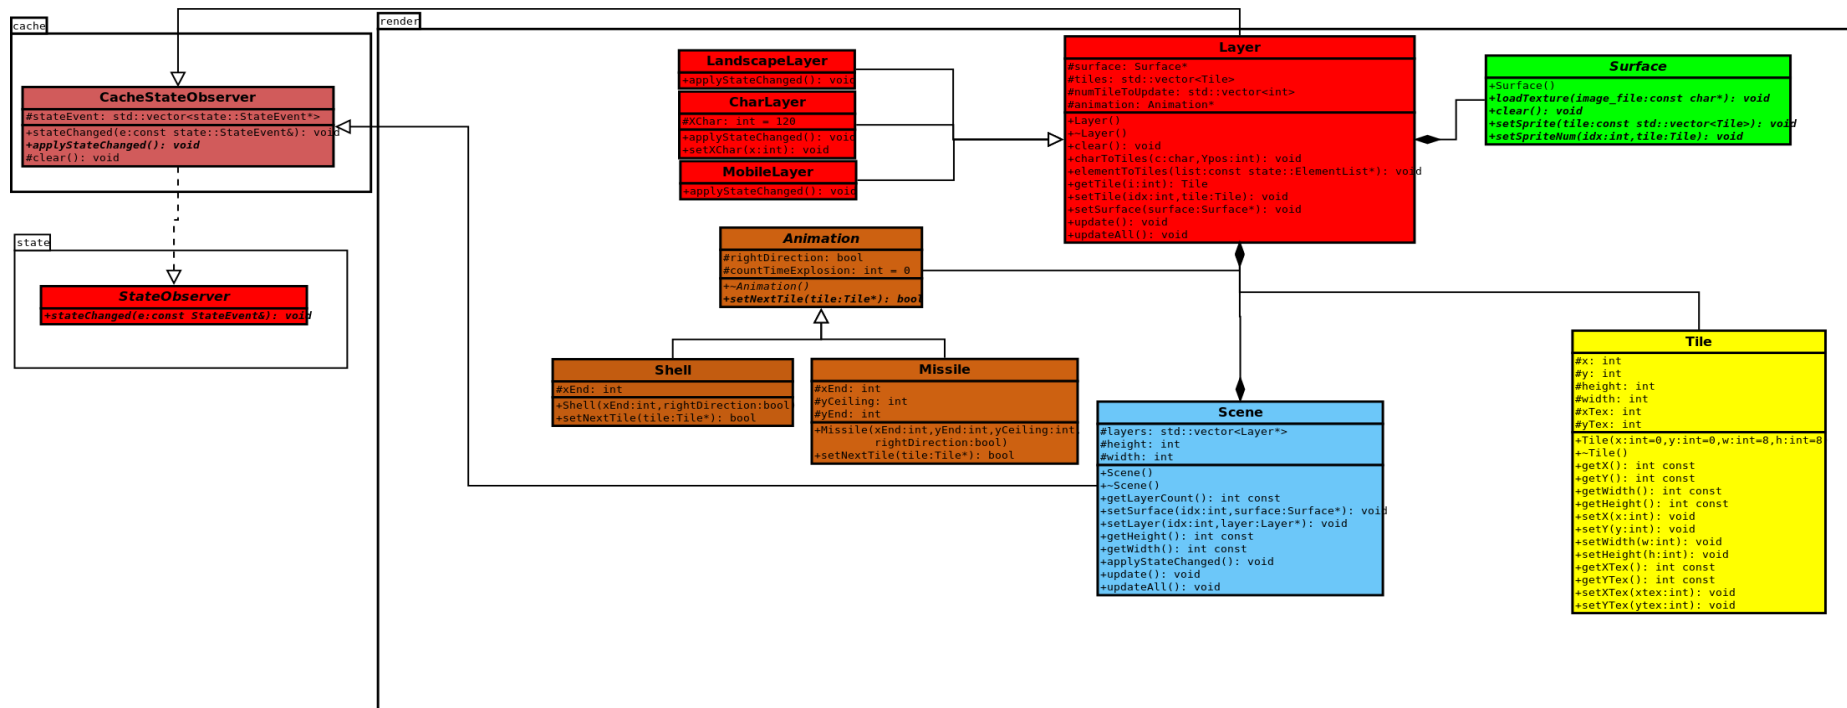 cache
CacheStateObserver
#stateEvent: std::vector<state::StateEvent*>
+stateChanged(e:const state::StateEvent&): void
+applyStateChanged(): void
#clear(): void
state
StateObserver
+stateChanged(e:const StateEvent&): void
render
LandscapeLayer
+applyStateChanged(): void
CharLayer
#XChar: int = 120
+applyStateChanged(): void
+setXChar(x:int): void
MobileLayer
+applyStateChanged(): void
Layer
#surface: Surface*
#tiles: std::vector<Tile>
#numTileToUpdate: std::vector<int>
#animation: Animation*
+Layer()
+~Layer()
+clear(): void
+charToTiles(c:char,Ypos:int): void
+elementToTiles(list:const state::ElementList*): void
+getTile(i:int): Tile
+setTile(idx:int,tile:Tile): void
+setSurface(surface:Surface*): void
+update(): void
+updateAll(): void
Surface
+Surface()
+loadTexture(image_file:const char*): void
+clear(): void
+setSprite(tile:const std::vector<Tile>): void
+setSpriteNum(idx:int,tile:Tile): void
Animation
#rightDirection: bool
#countTimeExplosion: int = 0
+~Animation()
+setNextTile(tile:Tile*): bool
Shell
#xEnd: int
+Shell(xEnd:int,rightDirection:bool)
+setNextTile(tile:Tile*): bool
Missile
#xEnd: int
#yCeiling: int
#yEnd: int
+Missile(xEnd:int,yEnd:int,yCeiling:int,
rightDirection:bool)
+setNextTile(tile:Tile*): bool
Scene
#layers: std::vector<Layer*>
#height: int
#width: int
+Scene()
+~Scene()
+getLayerCount(): int const
+setSurface(idx:int,surface:Surface*): void
+setLayer(idx:int,layer:Layer*): void
+getHeight(): int const
+getWidth(): int const
+applyStateChanged(): void
+update(): void
+updateAll(): void
Tile
#x: int
#y: int
#height: int
#width: int
#xTex: int
#yTex: int
+Tile(x:int=0,y:int=0,w:int=8,h:int=8
+~Tile()
+getX(): int const
+getY(): int const
+getWidth(): int const
+getHeight(): int const
+setX(x:int): void
+setY(y:int): void
+setWidth(w:int): void
+setHeight(h:int): void
+getXTex(): int const
+getYTex(): int const
+setXTex(xtex:int): void
+setYTex(ytex:int): void